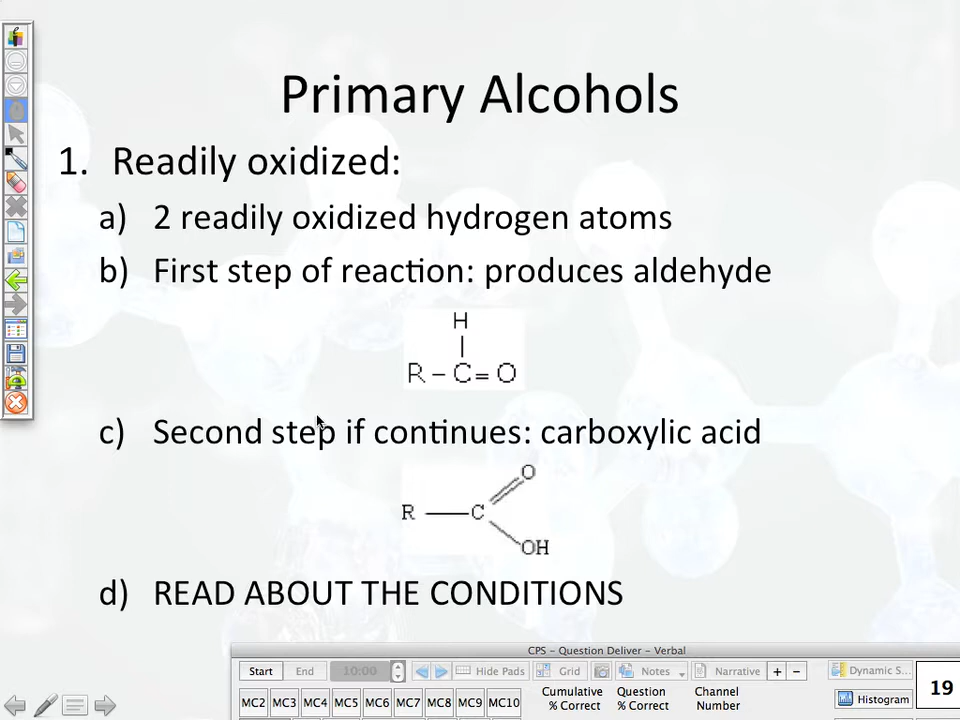 Primary Alcohols
1. Readily oxidized:
a) 2 readily oxidized hydrogen atoms
b) First step of reaction: produces aldehyde
H
|
R – C = O
c) Second step if continues: carboxylic acid
O
R — C
OH
d) READ ABOUT THE CONDITIONS
CPS - Question Deliver - Verbal
Start End 10:00 Hide Pads Grid Notes Narrative + − Dynamic S...
MC2 MC3 MC4 MC5 MC6 MC7 MC8 MC9 MC10
Cumulative % Correct
Question % Correct
Channel Number
Histogram
19